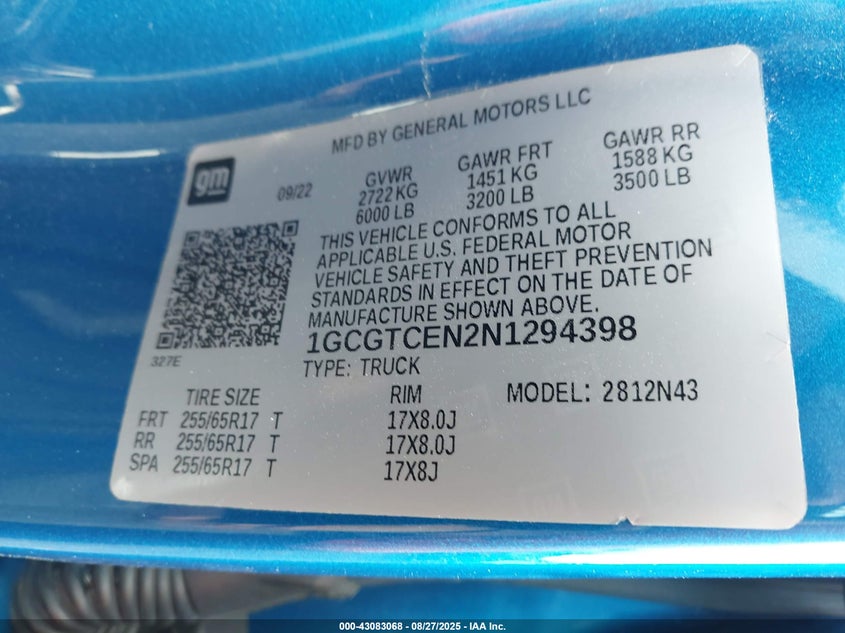 MFD BY GENERAL MOTORS LLC
gm
09/22
GVWR
2722 KG
6000 LB
GAWR FRT
1451 KG
3200 LB
GAWR RR
1588 KG
3500 LB
THIS VEHICLE CONFORMS TO ALL
APPLICABLE U.S. FEDERAL MOTOR
VEHICLE SAFETY AND THEFT PREVENTION
STANDARDS IN EFFECT ON THE DATE OF
MANUFACTURE SHOWN ABOVE.
1GCGTCEN2N1294398
327E
TYPE: TRUCK
TIRE SIZE RIM MODEL: 2812N43
FRT 255/65R17 T 17X8.0J
RR 255/65R17 T 17X8.0J
SPA 255/65R17 T 17X8J
000-43083068 - 08/27/2025 - IAA Inc.